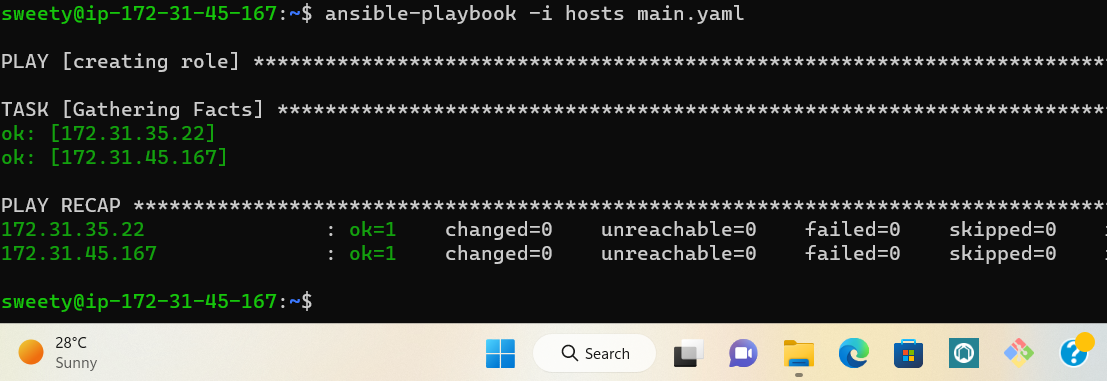 sweety@ip-172-31-45-167:~$ ansible-playbook -i hosts main.yaml
PLAY [creating role] ***********************************************************************
TASK [Gathering Facts] *********************************************************************
ok: [172.31.35.22]
ok: [172.31.45.167]
PLAY RECAP *********************************************************************************
172.31.35.22 : ok=1 changed=0 unreachable=0 failed=0 skipped=0
172.31.45.167 : ok=1 changed=0 unreachable=0 failed=0 skipped=0
sweety@ip-172-31-45-167:~$
28°C
Sunny
Search